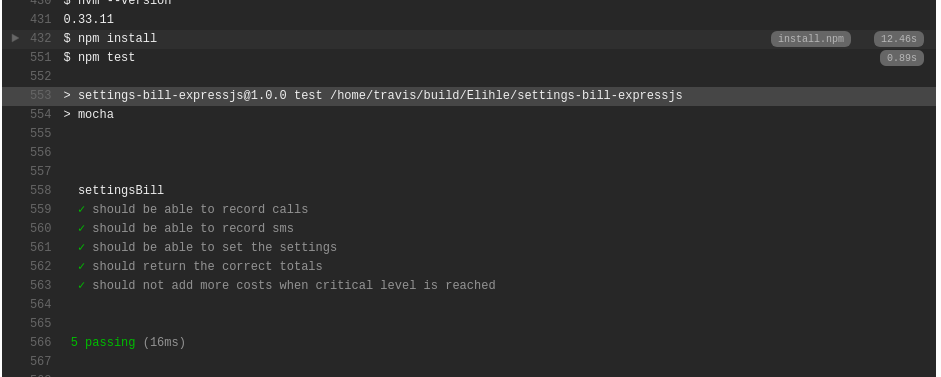 430 $ nvm --version
431 0.33.11
432 $ npm install install.npm 12.46s
551 $ npm test 0.89s
552
553 > settings-bill-expressjs@1.0.0 test /home/travis/build/Elihle/settings-bill-expressjs
554 > mocha
555
556
557
558 settingsBill
559 ✓ should be able to record calls
560 ✓ should be able to record sms
561 ✓ should be able to set the settings
562 ✓ should return the correct totals
563 ✓ should not add more costs when critical level is reached
564
565
566 5 passing (16ms)
567